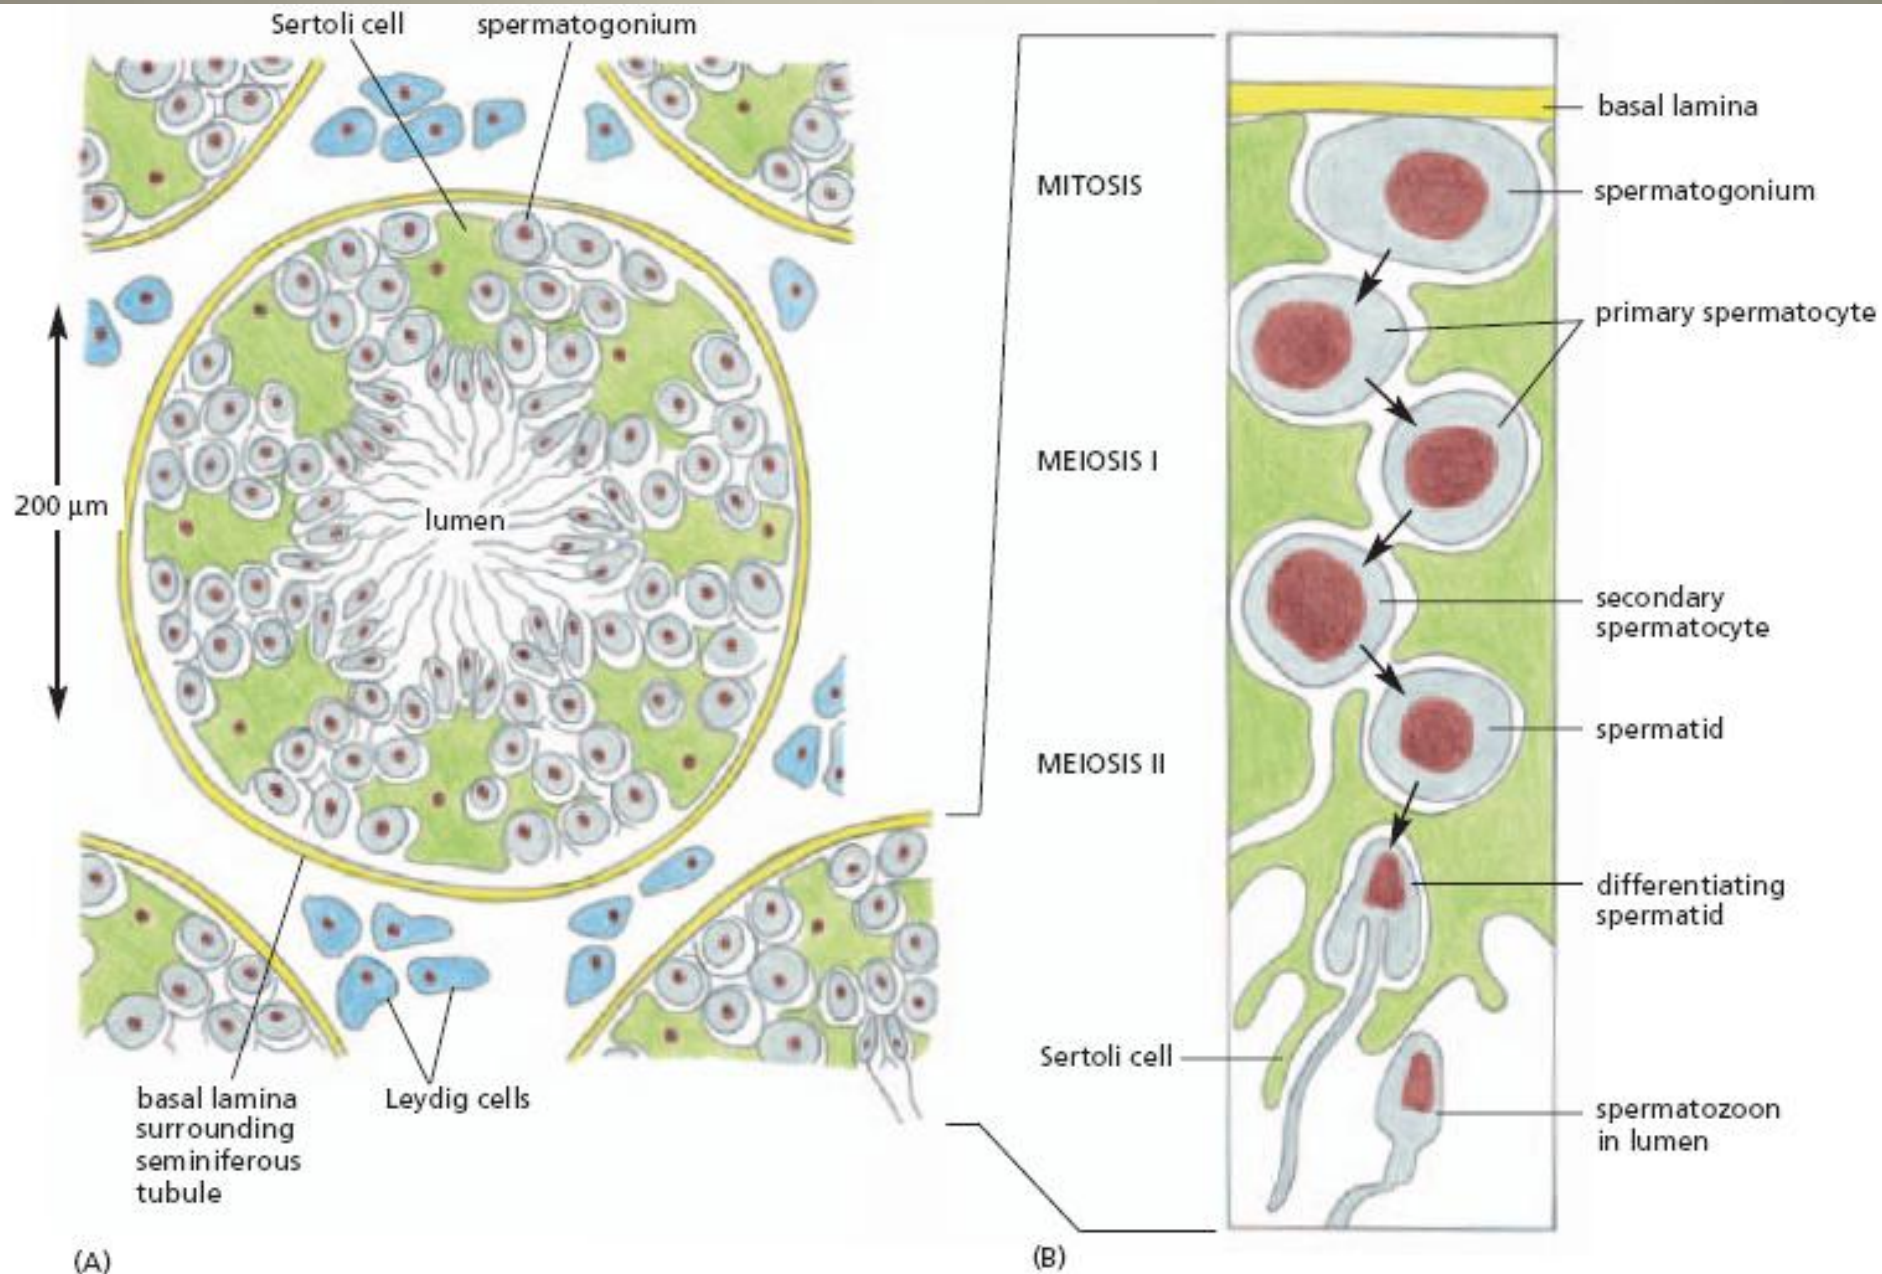 Sertoli cell
spermatogonium
200 μm
lumen
basal lamina
surrounding
seminiferous
tubule
Leydig cells
(A)
MITOSIS
MEIOSIS I
MEIOSIS II
Sertoli cell
basal lamina
spermatogonium
primary spermatocyte
secondary
spermatocyte
spermatid
differentiating
spermatid
spermatozoon
in lumen
(B)